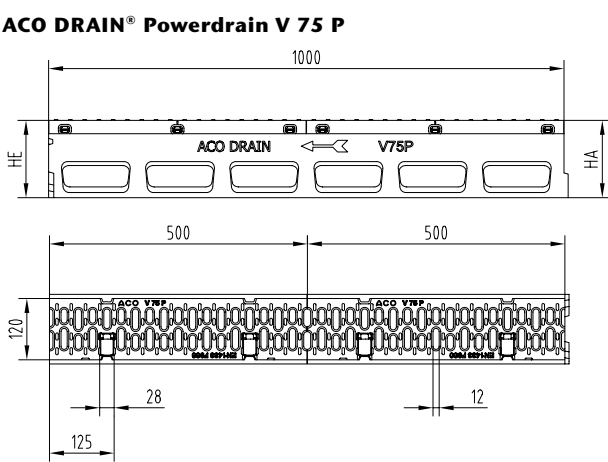 ACO DRAIN® Powerdrain V 75 P
1000
HE
ACO DRAIN
V75P
HA
500
500
120
ACO V75P
ACO V75P
28
12
125